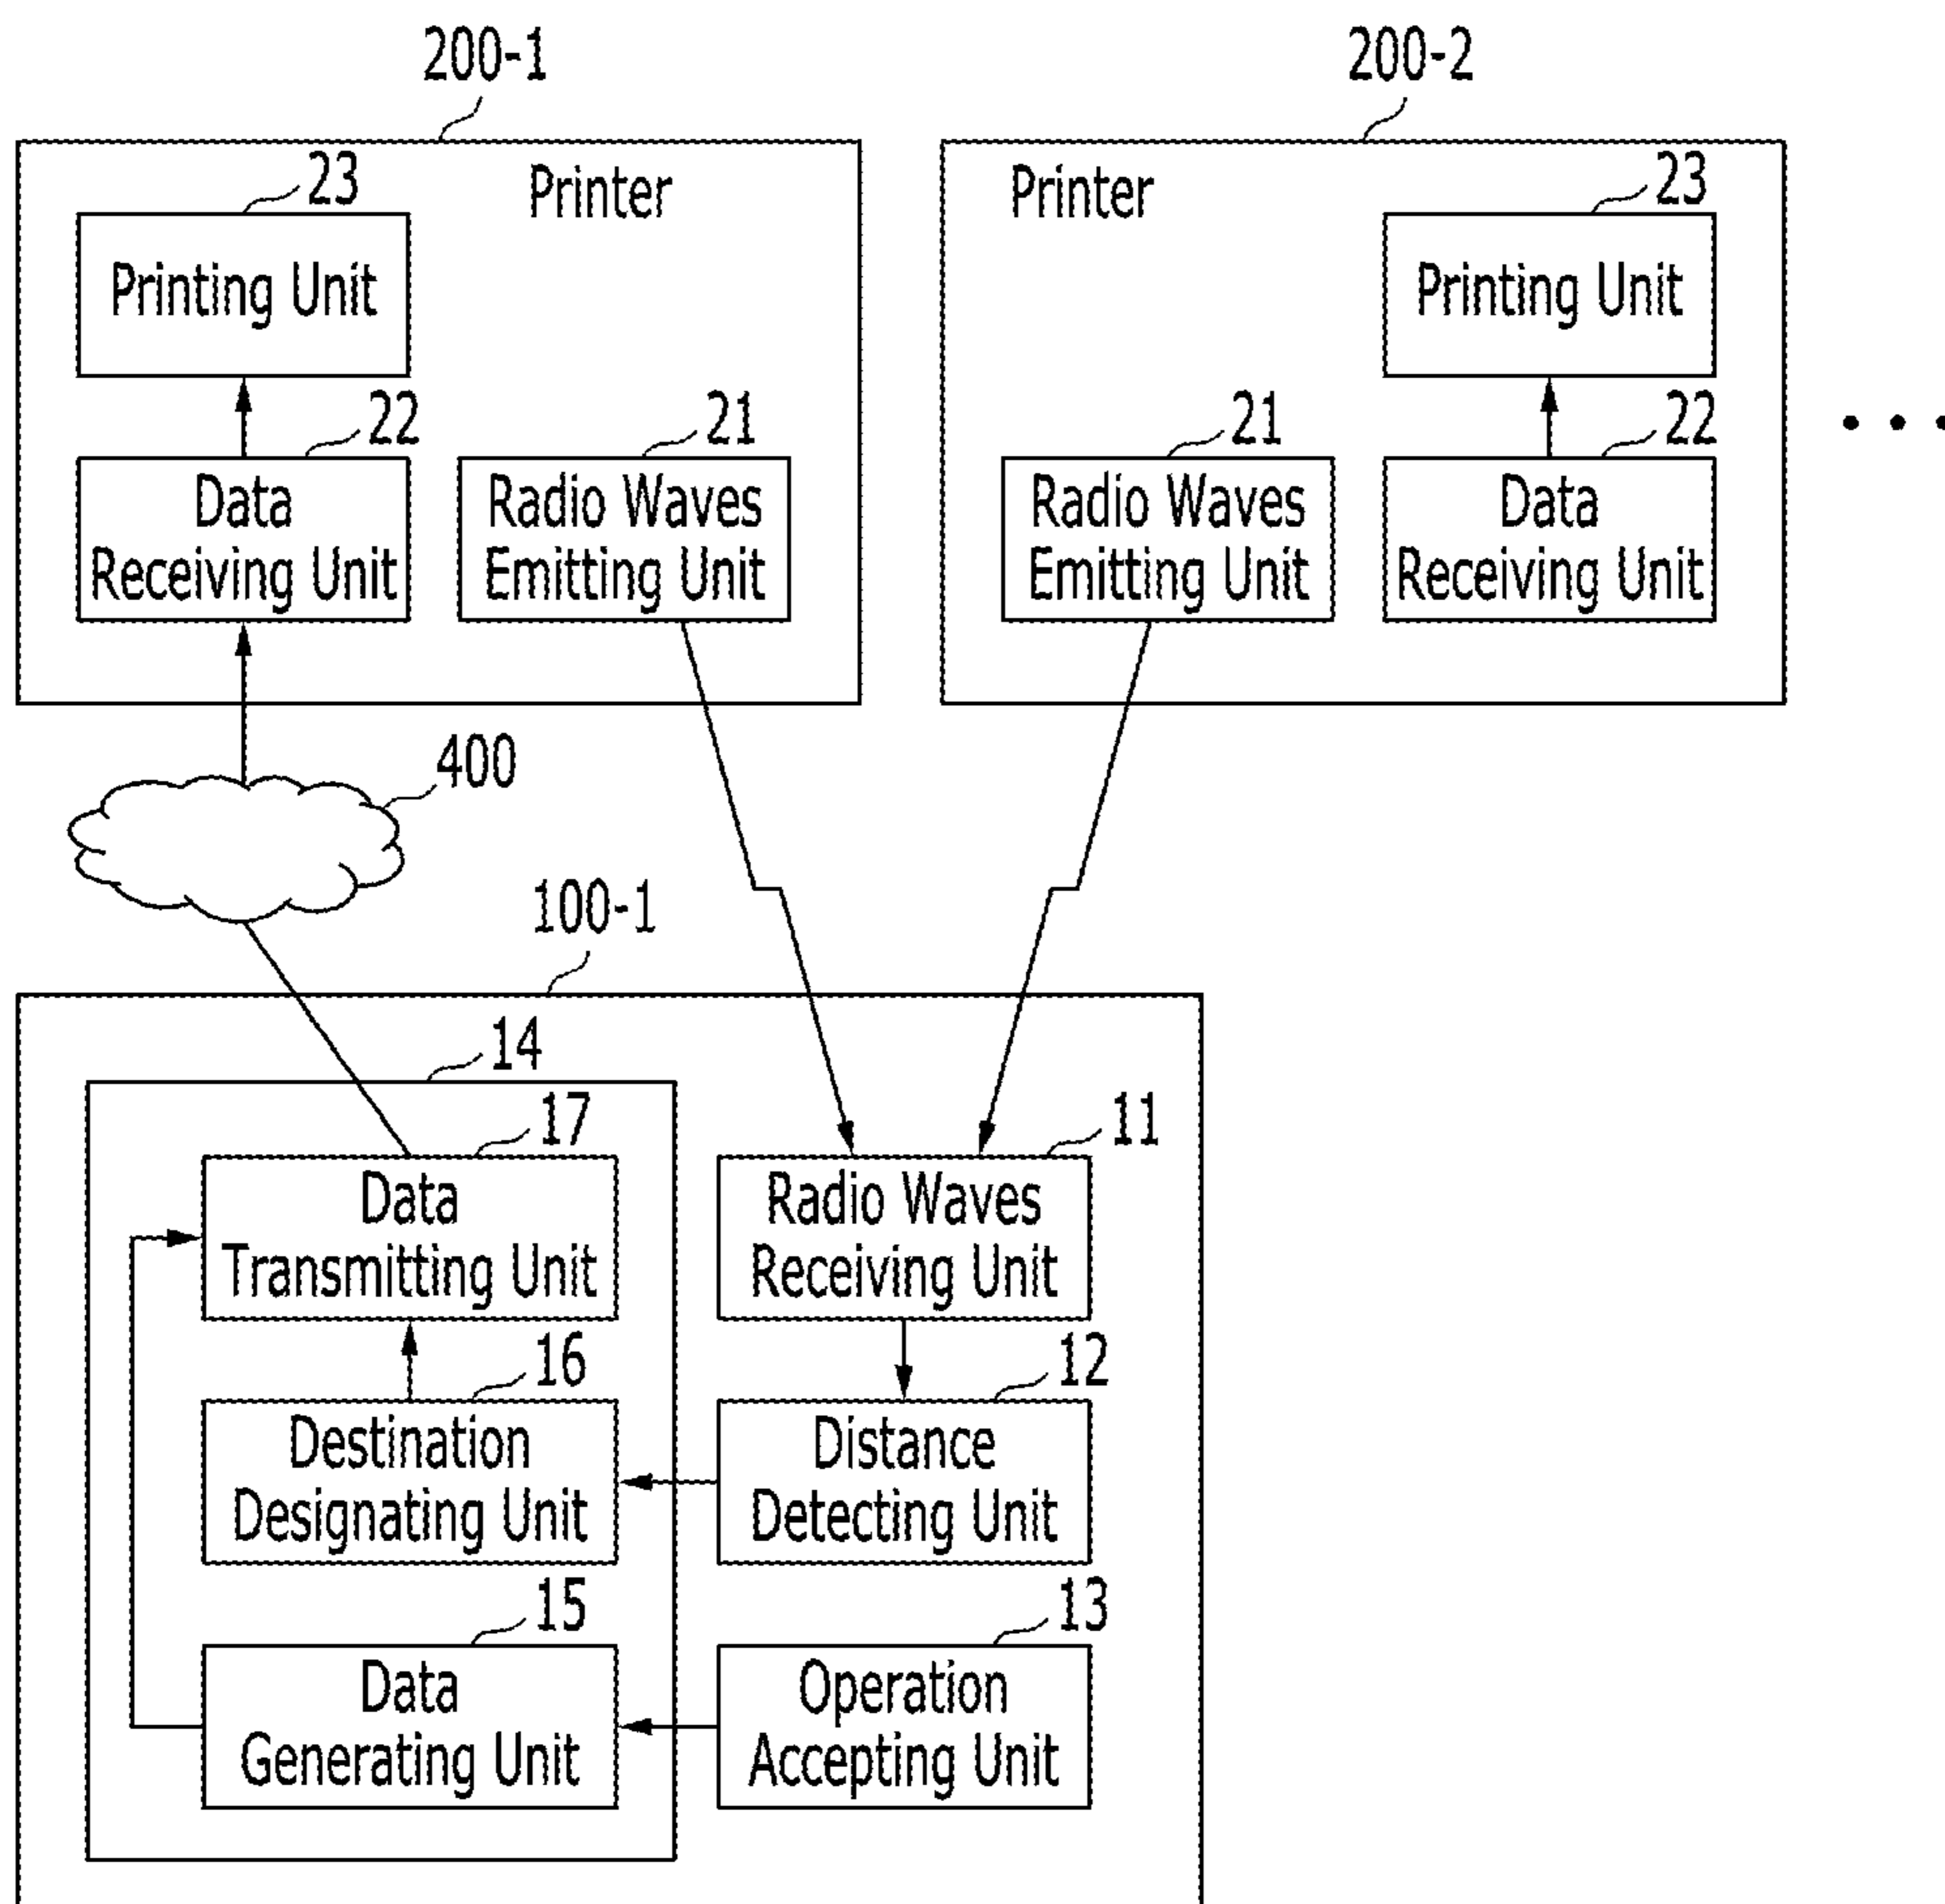 200-1
200-2
Printer
23
Printing Unit
22
Data
Receiving Unit
21
Radio Waves
Emitting Unit
Printer
23
Printing Unit
21
Radio Waves
Emitting Unit
22
Data
Receiving Unit
400
100-1
14
17
Data
Transmitting Unit
11
Radio Waves
Receiving Unit
16
Destination
Designating Unit
12
Distance
Detecting Unit
15
Data
Generating Unit
13
Operation
Accepting Unit